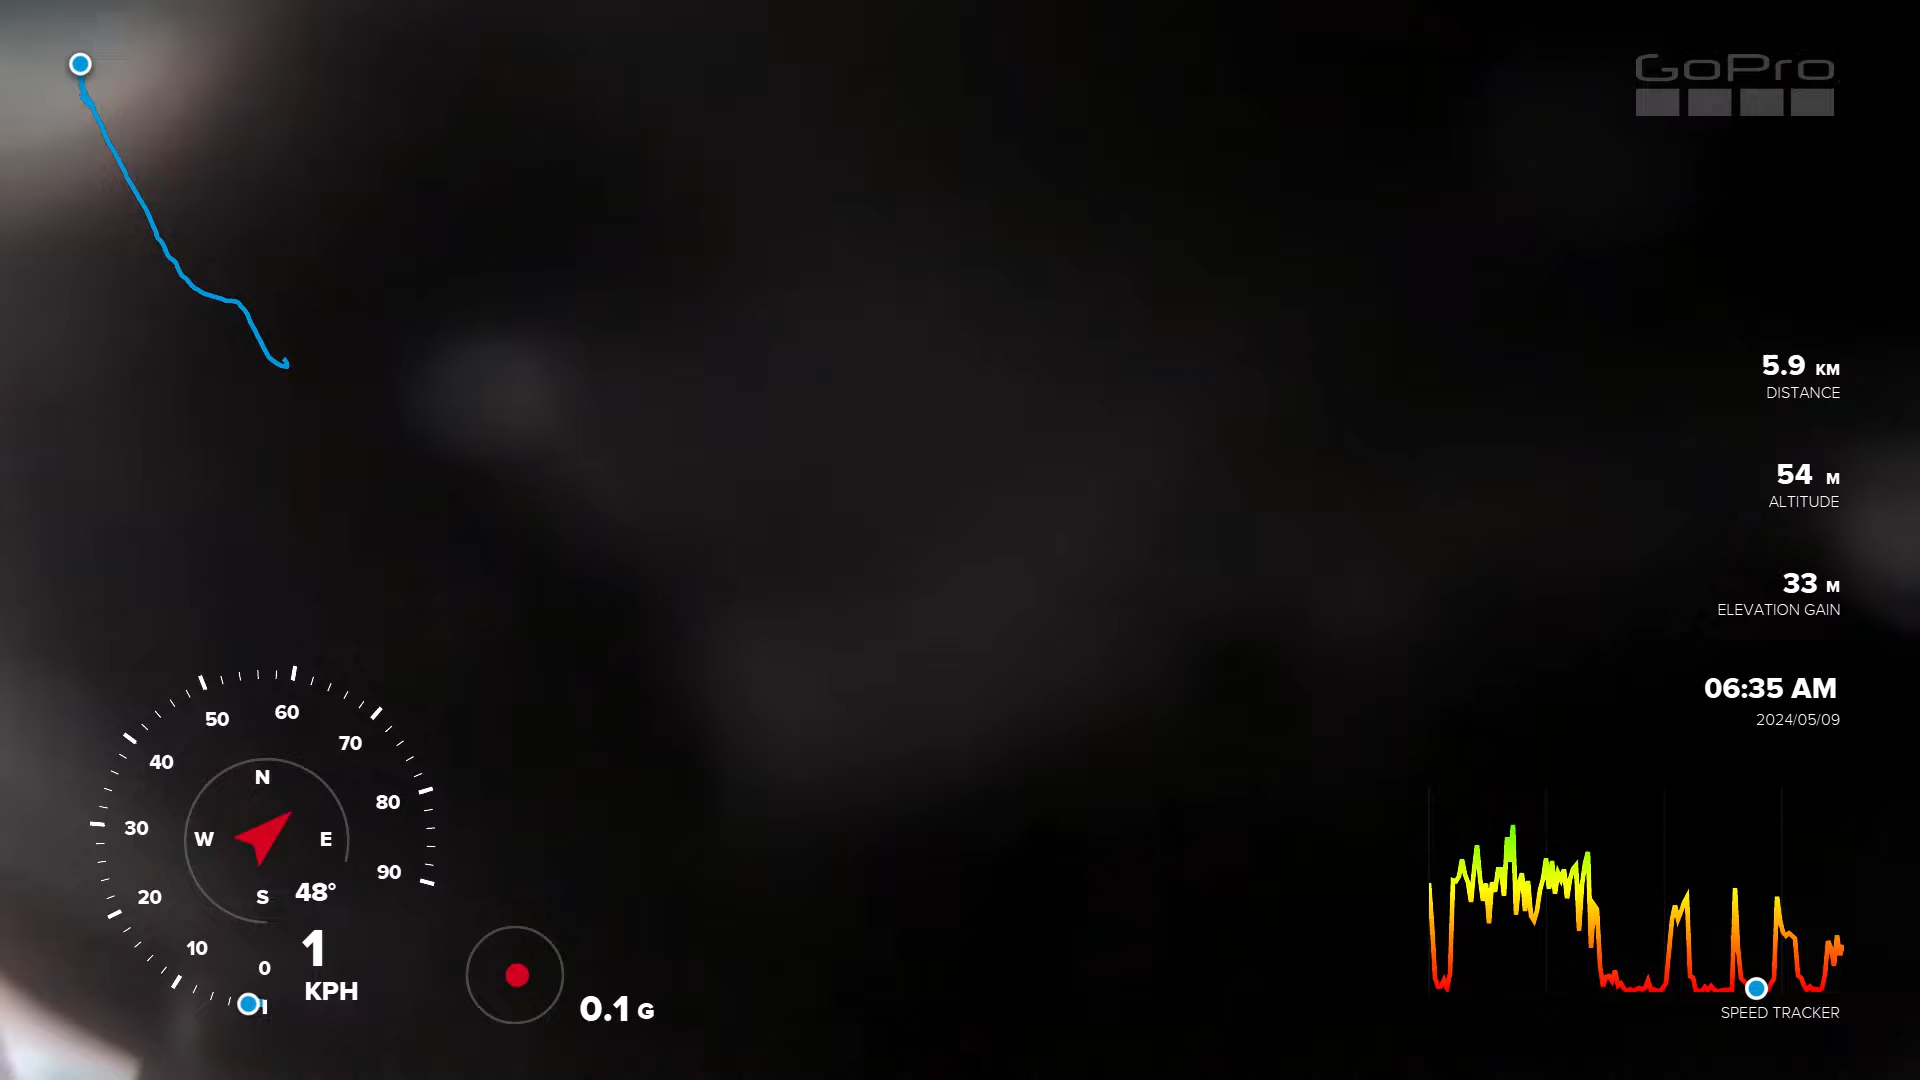 GoPro
5.9 KM
DISTANCE
54 M
ALTITUDE
33 M
ELEVATION GAIN
06:35 AM
2024/05/09
50 60
70
40
N
80
30
W E
90
20
S 48°
10
1
0
KPH
0.1 G
SPEED TRACKER